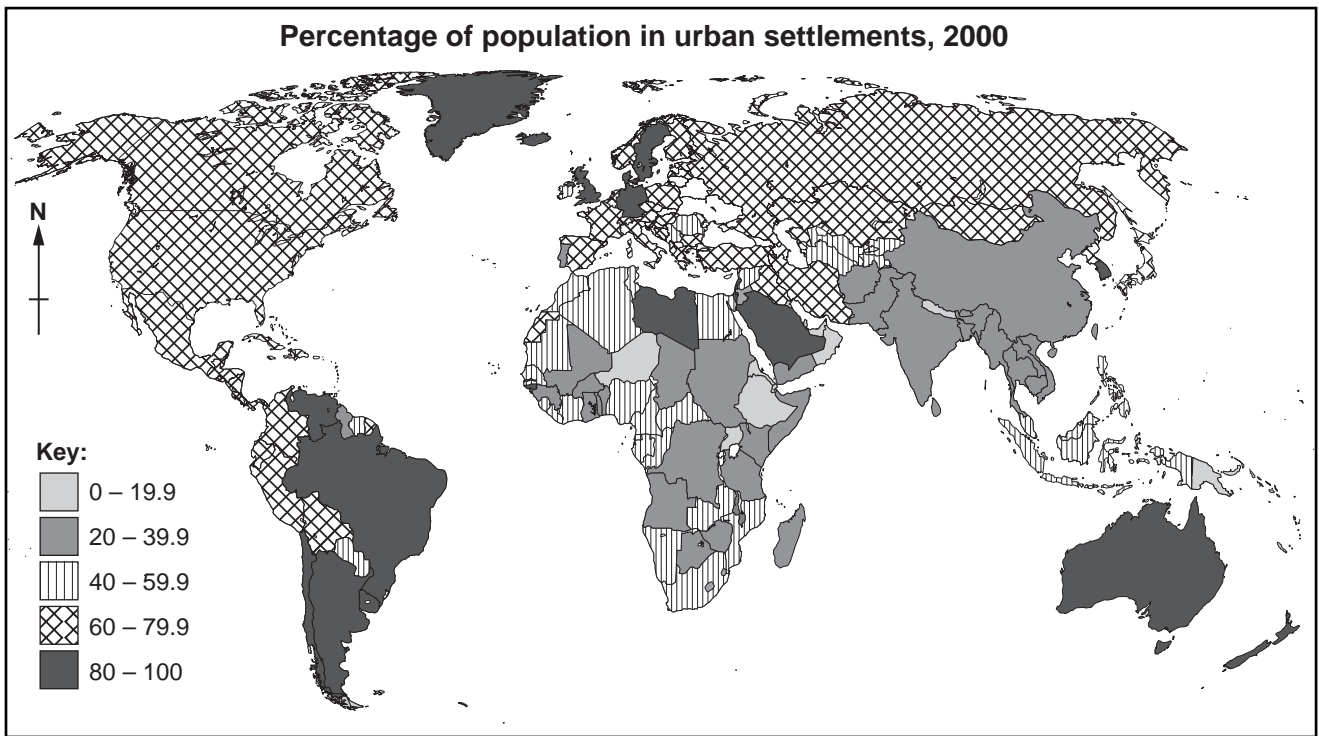 Percentage of population in urban settlements, 2000
N
Key:
0 – 19.9
20 – 39.9
40 – 59.9
60 – 79.9
80 – 100